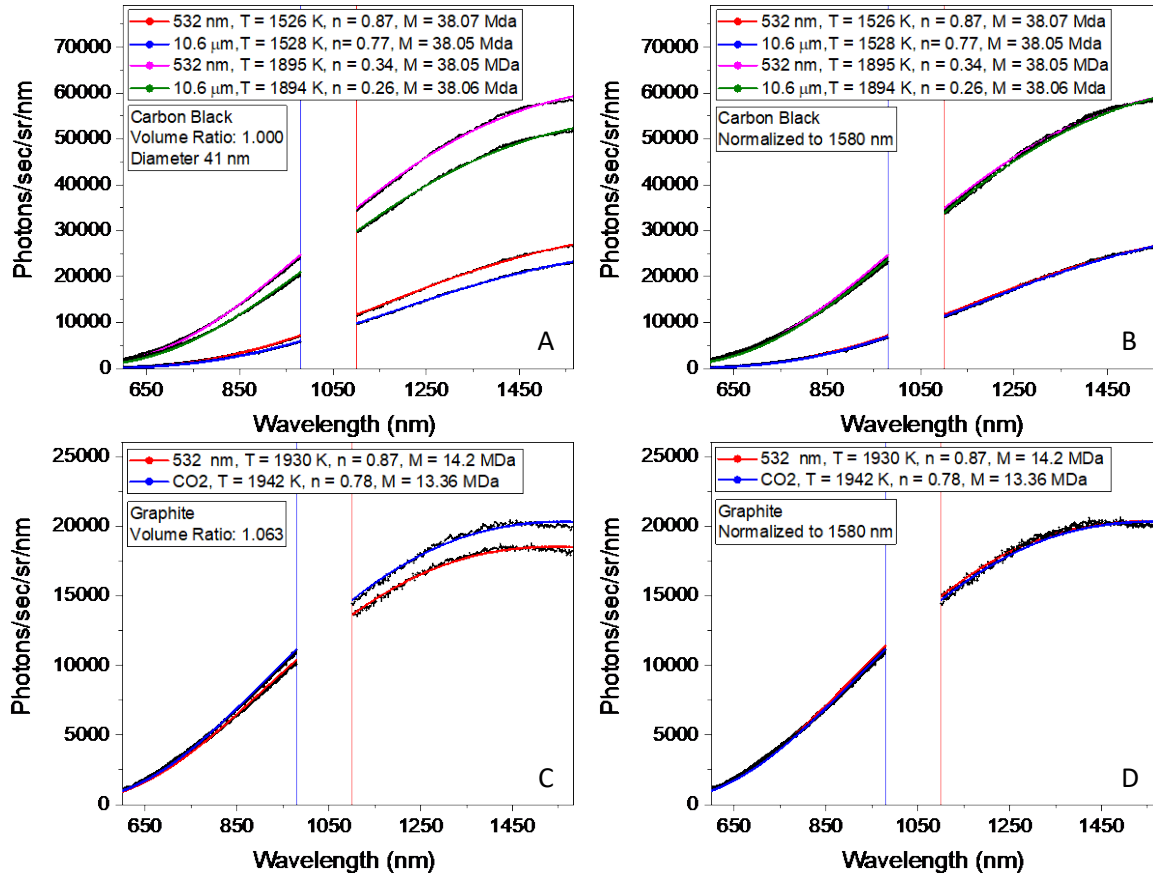 532 nm, T = 1526 K, n = 0.87, M = 38.07 Mda
10.6 μm, T = 1528 K, n= 0.77, M = 38.05 Mda
532 nm, T = 1895 K, n = 0.34, M = 38.05 MDa
10.6 μm, T = 1894 K, n = 0.26, M = 38.06 Mda
Carbon Black
Volume Ratio: 1.000
Diameter 41 nm
Photons/sec/sr/nm
70000
60000
50000
40000
30000
20000
10000
0
650
850
1050
1250
1450
Wavelength (nm)
A
532 nm, T = 1526 K, n = 0.87, M = 38.07 Mda
10.6 μm, T = 1528 K, n= 0.77, M = 38.05 Mda
532 nm, T = 1895 K, n = 0.34, M = 38.05 MDa
10.6 μm, T = 1894 K, n = 0.26, M = 38.06 Mda
Carbon Black
Normalized to 1580 nm
Photons/sec/sr/nm
70000
60000
50000
40000
30000
20000
10000
0
650
850
1050
1250
1450
Wavelength (nm)
B
532 nm, T = 1930 K, n = 0.87, M = 14.2 MDa
CO2, T = 1942 K, n = 0.78, M = 13.36 MDa
Graphite
Volume Ratio: 1.063
Photons/sec/sr/nm
25000
20000
15000
10000
5000
0
650
850
1050
1250
1450
Wavelength (nm)
C
532 nm, T = 1930 K, n = 0.87, M = 14.2 MDa
CO2, T = 1942 K, n = 0.78, M = 13.36 MDa
Graphite
Normalized to 1580 nm
Photons/sec/sr/nm
25000
20000
15000
10000
5000
0
650
850
1050
1250
1450
Wavelength (nm)
D